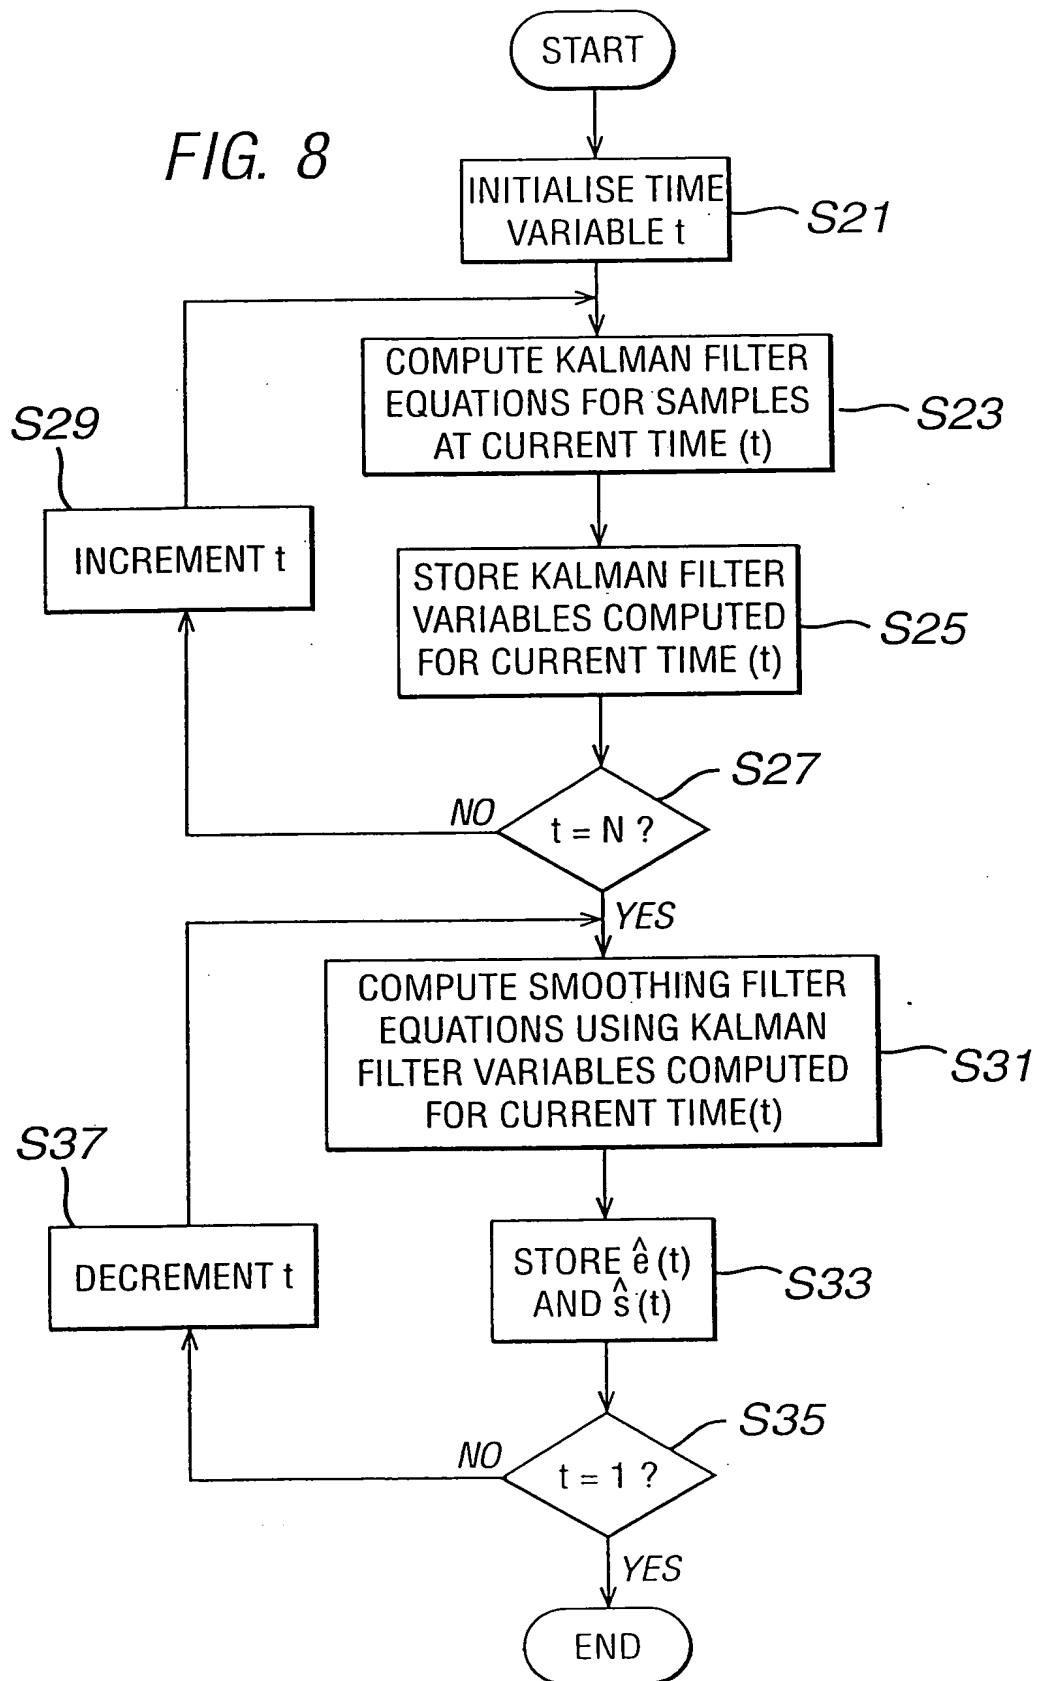 START
FIG. 8
INITIALISE TIME
VARIABLE t
S21
COMPUTE KALMAN FILTER
EQUATIONS FOR SAMPLES
AT CURRENT TIME (t)
S23
S29
INCREMENT t
STORE KALMAN FILTER
VARIABLES COMPUTED
FOR CURRENT TIME (t)
S25
S27
NO
t = N ?
YES
COMPUTE SMOOTHING FILTER
EQUATIONS USING KALMAN
FILTER VARIABLES COMPUTED
FOR CURRENT TIME(t)
S31
S37
DECREMENT t
STORE ê (t)
AND ŝ (t)
S33
S35
NO
t = 1 ?
YES
END